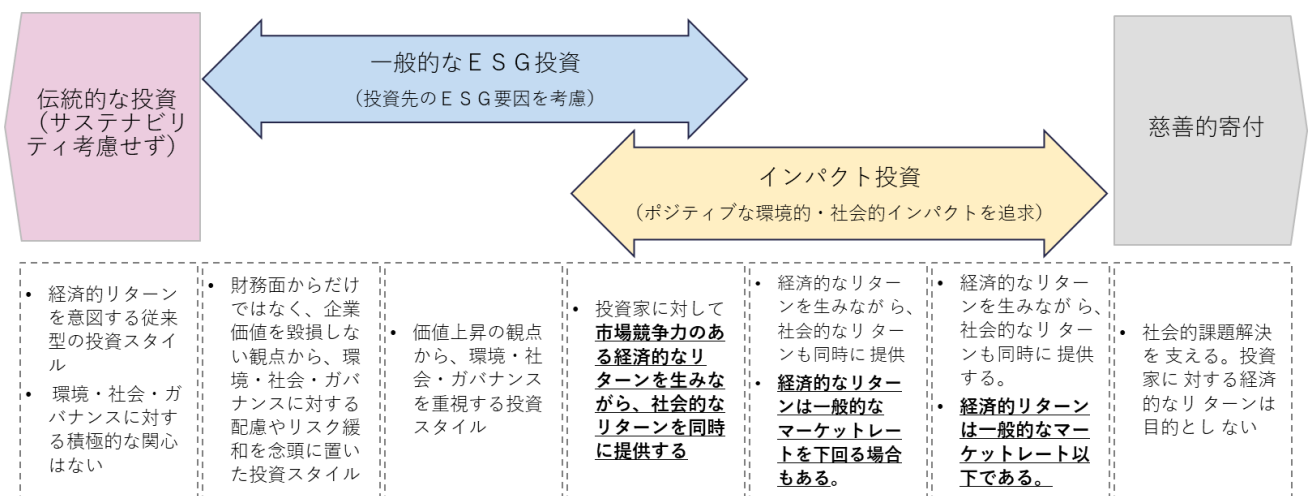 伝統的な投資
（サステナビリ
ティ考慮せず）
一般的なＥＳＧ投資
（投資先のＥＳＧ要因を考慮）
インパクト投資
（ポジティブな環境的・社会的インパクトを追求）
慈善的寄付
• 経済的リターン
を意図する従来
型の投資スタイ
ル
• 環境・社会・ガ
バナンスに対す
る積極的な関心
はない
• 財務面からだけ
ではなく、企業
価値を毀損しな
い観点から、環
境・社会・ガバ
ナンスに対する
配慮やリスク緩
和を念頭に置い
た投資スタイル
• 価値上昇の観点
から、環境・社
会・ガバナンス
を重視する投資
スタイル
• 投資家に対して
市場競争力のあ
る経済的なリ
ターンを生みな
がら、社会的な
リターンを同時
に提供する
• 経済的なリター
ンを生みなが ら、
社会的なリ ター
ンも同時に 提供
• 経済的なリター
ンは一般的な
マーケットレー
トを下回る場合
もある。
• 経済的なリター
ンを生みなが ら、
社会的なリ ター
ンも同時に 提供
する。
• 経済的リターン
は一般的なマー
ケットレート以
下である。
• 社会的課題解決
を 支える。投資
家に 対する経済
的なリ ターンは
目的とし ない